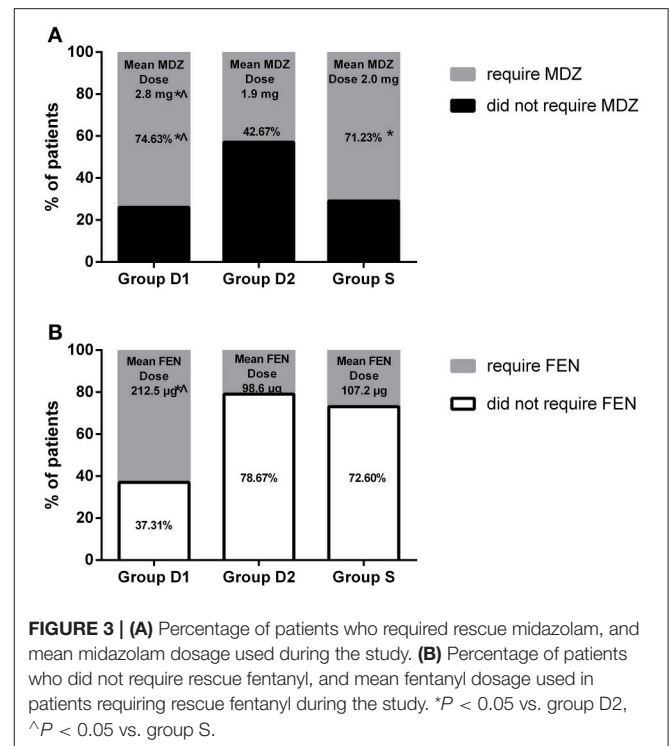 A
100
80
60
40
20
0
% of patients
Mean MDZ
Dose
2.8 mg *^
74.63% *^
Mean MDZ
Dose
1.9 mg
42.67%
Mean MDZ
Dose 2.0 mg
71.23% *
Group D1
Group D2
Group S
require MDZ
did not require MDZ
B
100
80
60
40
20
0
% of patients
Mean FEN
Dose
212.5 µg*^
37.31%
Mean FEN
Dose
98.6 µg
78.67%
Mean FEN
Dose
107.2 µg
72.60%
Group D1
Group D2
Group S
require FEN
did not require FEN
FIGURE 3 | (A) Percentage of patients who required rescue midazolam, and
mean midazolam dosage used during the study. (B) Percentage of patients
who did not require rescue fentanyl, and mean fentanyl dosage used in
patients requiring rescue fentanyl during the study. *P < 0.05 vs. group D2,
^P < 0.05 vs. group S.